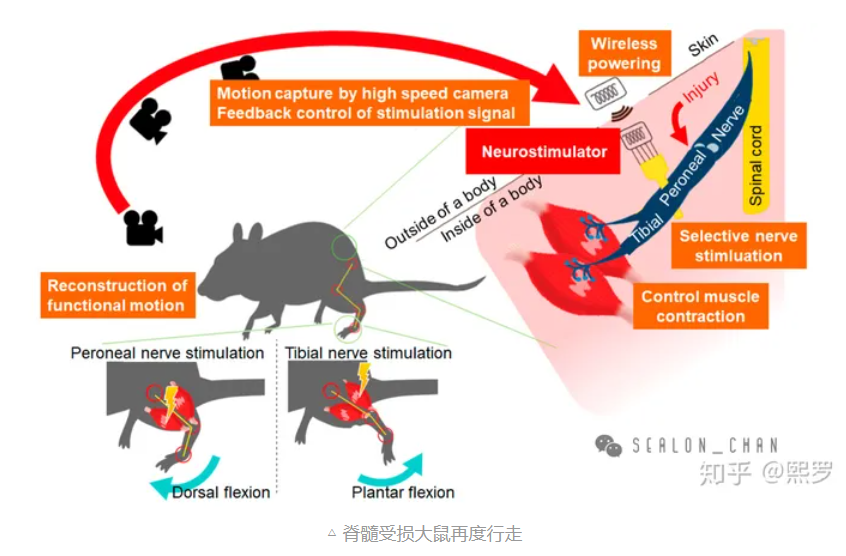 Wireless
powering
Skin
Motion capture by high speed camera
Feedback control of stimulation signal
Injury
Neurostimulator
Peroneal Nerve
Tibial
Spinal cord
Outside of a body
Inside of a body
Selective nerve
stimluation
Reconstruction of
functional motion
Control muscle
contraction
Peroneal nerve stimulation
Tibial nerve stimulation
Dorsal flexion
Plantar flexion
SEALON_CHAN
知乎 @熙罗
△ 脊髓受损大鼠再度行走